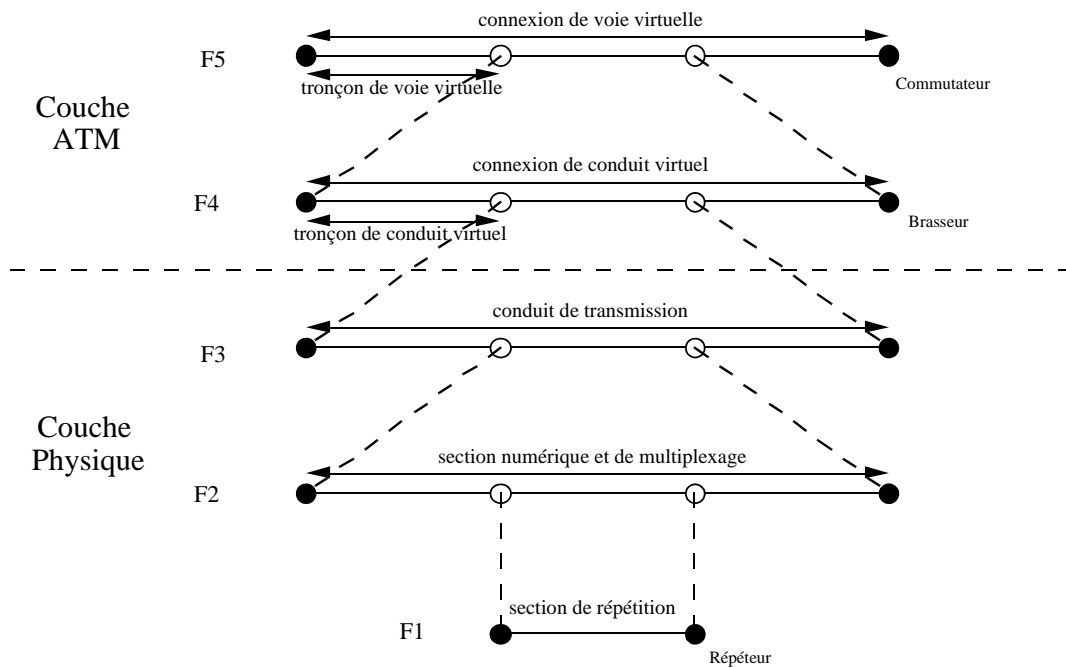 connexion de voie virtuelle
F5
tronçon de voie virtuelle
Commutateur
Couche
ATM
connexion de conduit virtuel
F4
tronçon de conduit virtuel
Brasseur
conduit de transmission
F3
Couche
Physique
section numérique et de multiplexage
F2
section de répétition
F1
Répéteur